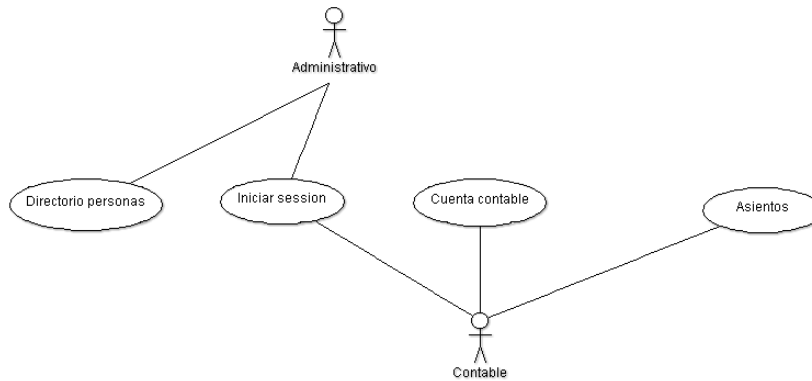 Administrativo
Directorio personas
Iniciar session
Cuenta contable
Asientos
Contable